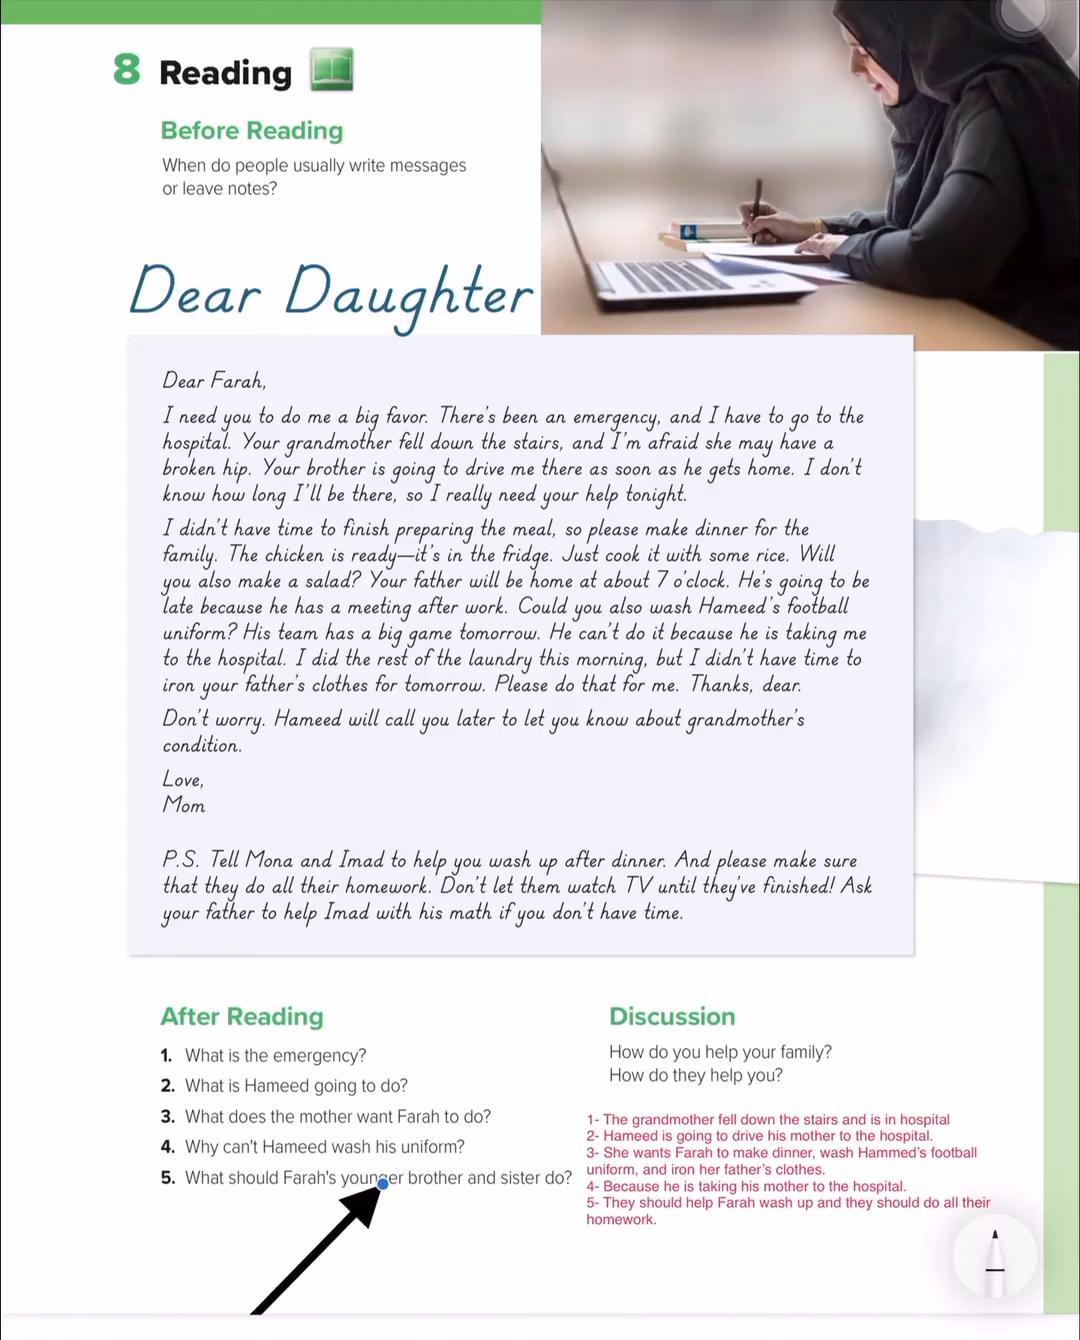 8 Reading
Before Reading
When do people usually write messages
or leave notes?
Dear Daughter
Dear Farah,
I need you to do me a big favor. There's been an emergency, and I have to go to the
hospital. Your grandmother fell down the stairs, and I'm afraid she may have a
broken hip. Your brother is going to drive me there as soon as he gets home. I don't
know how long I'll be there, so I really need your help tonight.
I didn't have time to finish preparing the meal, so please make dinner for the
family. The chicken is ready—it's in the fridge. Just cook it with some rice. Will
you also make a salad? Your father will be home at about 7 o'clock. He's going to be
late because he has a meeting after work. Could you also wash Hameed's football
uniform? His team has a big game tomorrow. He can't do it because he is taking me
to the hospital. I did the rest of the laundry this morning, but I didn't have time to
iron your father's clothes for tomorrow. Please do that for me. Thanks, dear.
Don't worry. Hameed will call you later to let you know about grandmother's
condition.
Love,
Mom
P.S. Tell Mona and Imad to help you wash up after dinner. And please make sure
that they do all their homework. Don't let them watch TV until they've finished! Ask
your father to help Imad with his math if you don't have time.
After Reading
1. What is the emergency?
2. What is Hameed going to do?
3. What does the mother want Farah to do?
4. Why can't Hameed wash his uniform?
5. What should Farah's younger brother and sister do?
Discussion
How do you help your family?
How do they help you?
1- The grandmother fell down the stairs and is in hospital
2- Hameed is going to drive his mother to the hospital.
3- She wants Farah to make dinner, wash Hammed's football
uniform, and iron her father's clothes.
4- Because he is taking his mother to the hospital.
5- They should help Farah wash up and they should do all their
homework.